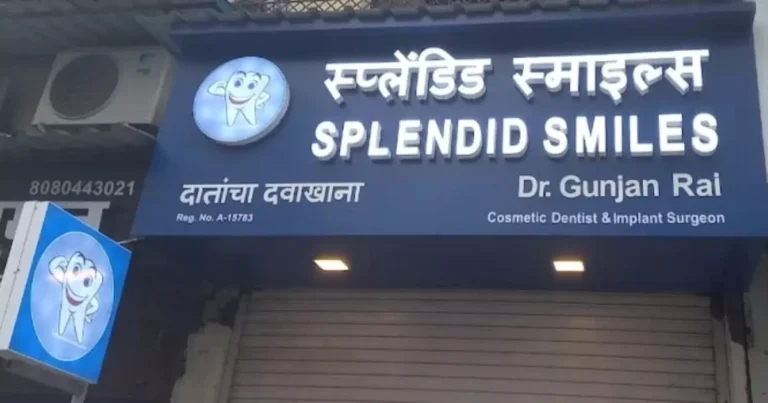 स्प्लेंडिड स्माइल्स
SPLENDID SMILES
दातांचा दवाखाना
Reg. No. A-15783
Dr. Gunjan Rai
Cosmetic Dentist & Implant Surgeon
8080443021